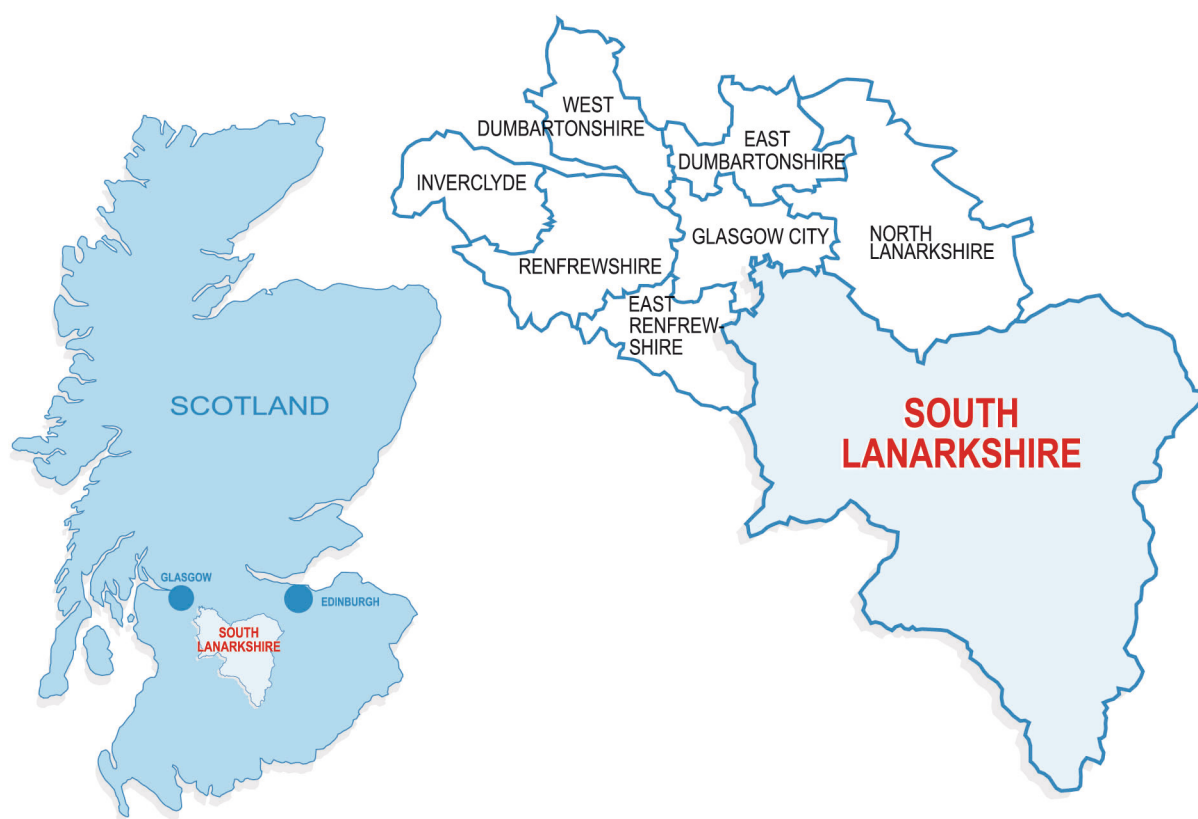 SCOTLAND
GLASGOW
EDINBURGH
SOUTH
LANARKSHIRE
WEST
DUMBARTONSHIRE
EAST
DUMBARTONSHIRE
INVERCLYDE
GLASGOW CITY
NORTH
LANARKSHIRE
RENFREWSHIRE
EAST
RENFREW-
SHIRE
SOUTH
LANARKSHIRE